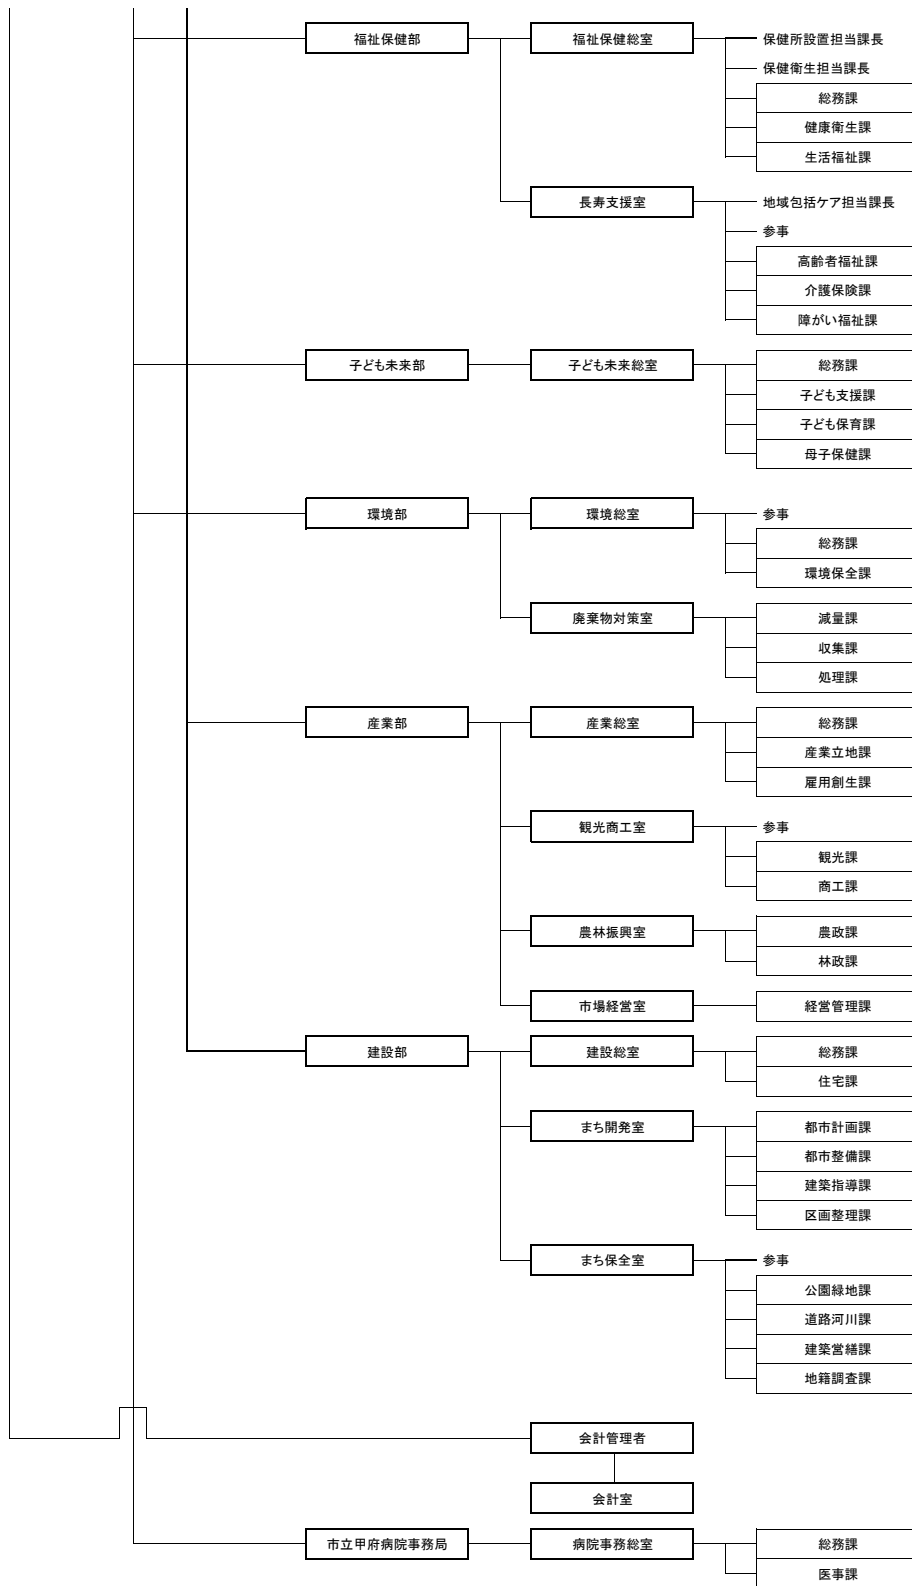 福祉保健部
福祉保健総室
保健所設置担当課長
保健衛生担当課長
総務課
健康衛生課
生活福祉課
長寿支援室
地域包括ケア担当課長
参事
高齢者福祉課
介護保険課
障がい福祉課
子ども未来部
子ども未来総室
総務課
子ども支援課
子ども保育課
母子保健課
環境部
環境総室
参事
総務課
環境保全課
廃棄物対策室
減量課
収集課
処理課
産業部
産業総室
総務課
産業立地課
雇用創生課
観光商工室
参事
観光課
商工課
農林振興室
農政課
林政課
市場経営室
経営管理課
建設部
建設総室
総務課
住宅課
まち開発室
都市計画課
都市整備課
建築指導課
区画整理課
まち保全室
参事
公園緑地課
道路河川課
建築営繕課
地籍調査課
会計管理者
会計室
市立甲府病院事務局
病院事務総室
総務課
医事課